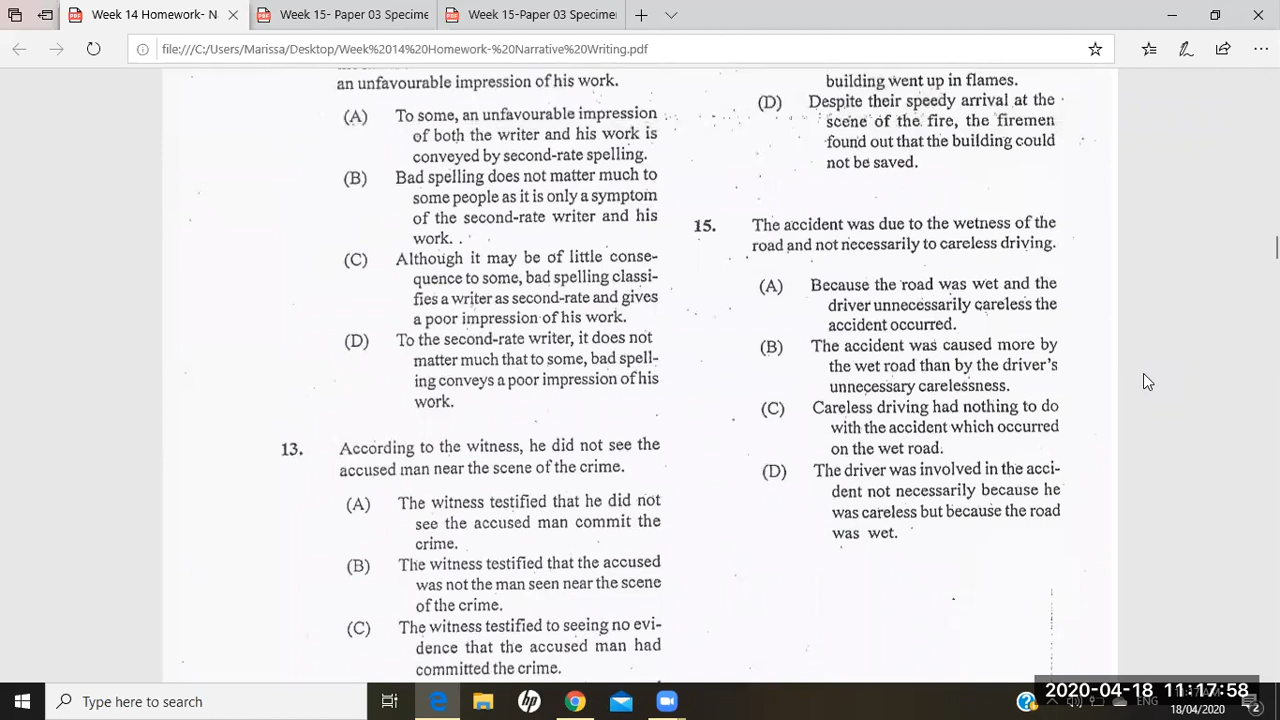 Week 14 Homework- N
Week 15- Paper 03 Specime
Week 15-Paper 03 Specime
file:///C:/Users/Marissa/Desktop/Week%2014%20Homework-%20Narrative%20Writing.pdf
an unfavourable impression of his work.
(A) To some, an unfavourable impression
of both the writer and his work is
conveyed by second-rate spelling.
(B) Bad spelling does not matter much to
some people as it is only a symptom
of the second-rate writer and his
work.
(C) Although it may be of little conse-
quence to some, bad spelling classi-
fies a writer as second-rate and gives
a poor impression of his work.
(D) To the second-rate writer, it does not
matter much that to some, bad spell-
ing conveys a poor impression of his
work.
13. According to the witness, he did not see the
accused man near the scene of the crime.
(A) The witness testified that he did not
see the accused man commit the
crime.
(B) The witness testified that the accused
was not the man seen near the scene
of the crime.
(C) The witness testified to seeing no evi-
dence that the accused man had
committed the crime.
building went up in flames.
(D) Despite their speedy arrival at the
scene of the fire, the firemen
found out that the building could
not be saved.
15. The accident was due to the wetness of the
road and not necessarily to careless driving.
(A) Because the road was wet and the
driver unnecessarily careless the
accident occurred.
(B) The accident was caused more by
the wet road than by the driver's
unnecessary carelessness.
(C) Careless driving had nothing to do
with the accident which occurred
on the wet road.
(D) The driver was involved in the acci-
dent not necessarily because he
was careless but because the road
was wet.
Type here to search
hp
ENG
2020-04-18 11:17:58
18/04/2020
2